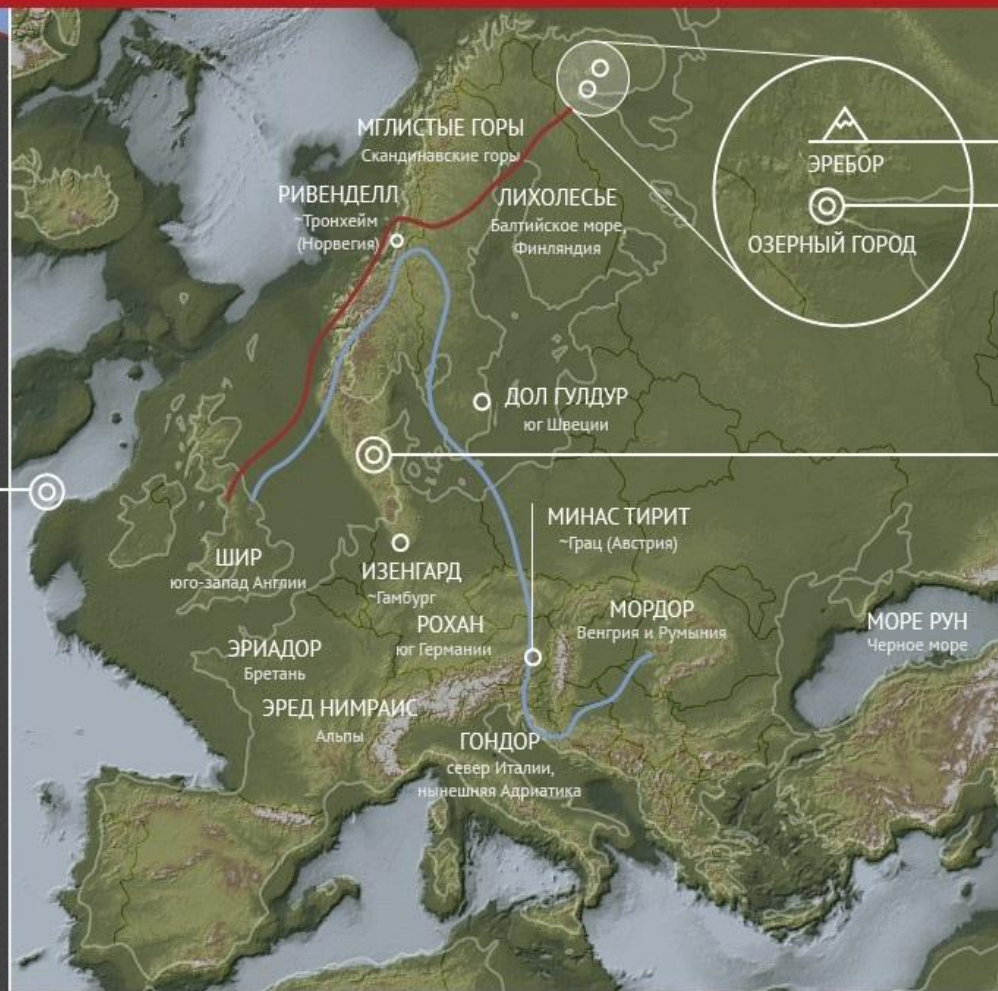 МГЛИСТЫЕ ГОРЫ
Скандинавские горы
РИВЕНДЕЛЛ
~Тронхейм
(Норвегия)
ЛИХОЛЕСЬЕ
Балтийское море,
Финляндия
ЭРЕБОР
ОЗЕРНЫЙ ГОРОД
ДОЛ ГУЛДУР
юг Швеции
МИНАС ТИРИТ
~Грац (Австрия)
ШИР
юго-запад Англии
ИЗЕНГАРД
~Гамбург
РОХАН
юг Германии
МОРДОР
Венгрия и Румыния
МОРЕ РУН
Черное море
ЭРИАДОР
Бретань
ЭРЕД НИМРАИС
Альпы
ГОНДОР
север Италии,
нынешняя Адриатика